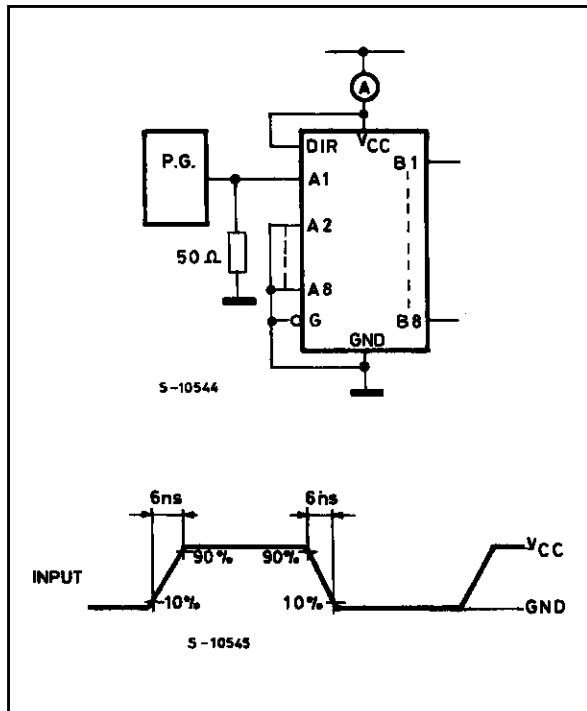 A
DIR
VCC
B1
P.G.
A1
A2
50 Ω
A8
G
B8
GND
S-10544
6ns
6ns
90%
90%
VCC
INPUT
10%
10%
GND
S-10545